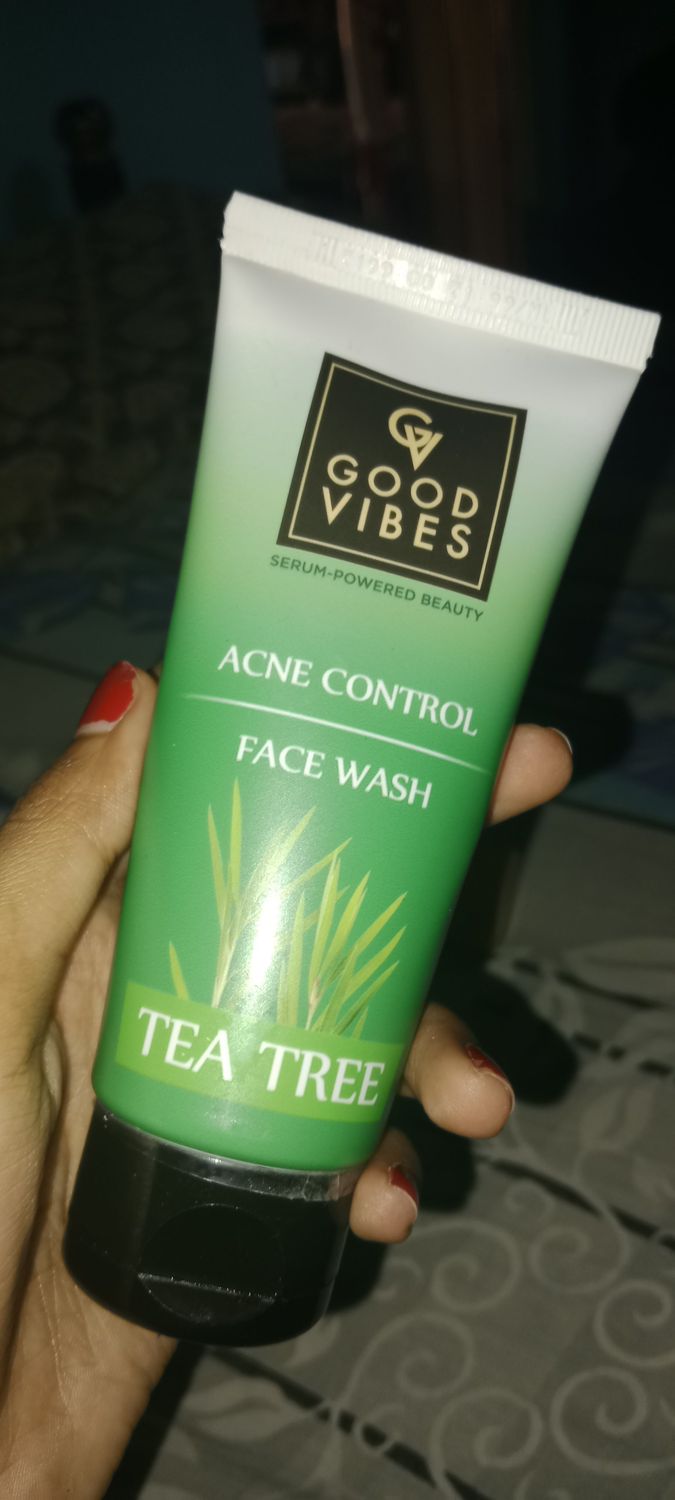 GV
GOOD
VIBES
SERUM-POWERED BEAUTY
ACNE CONTROL
FACE WASH
TEA TREE